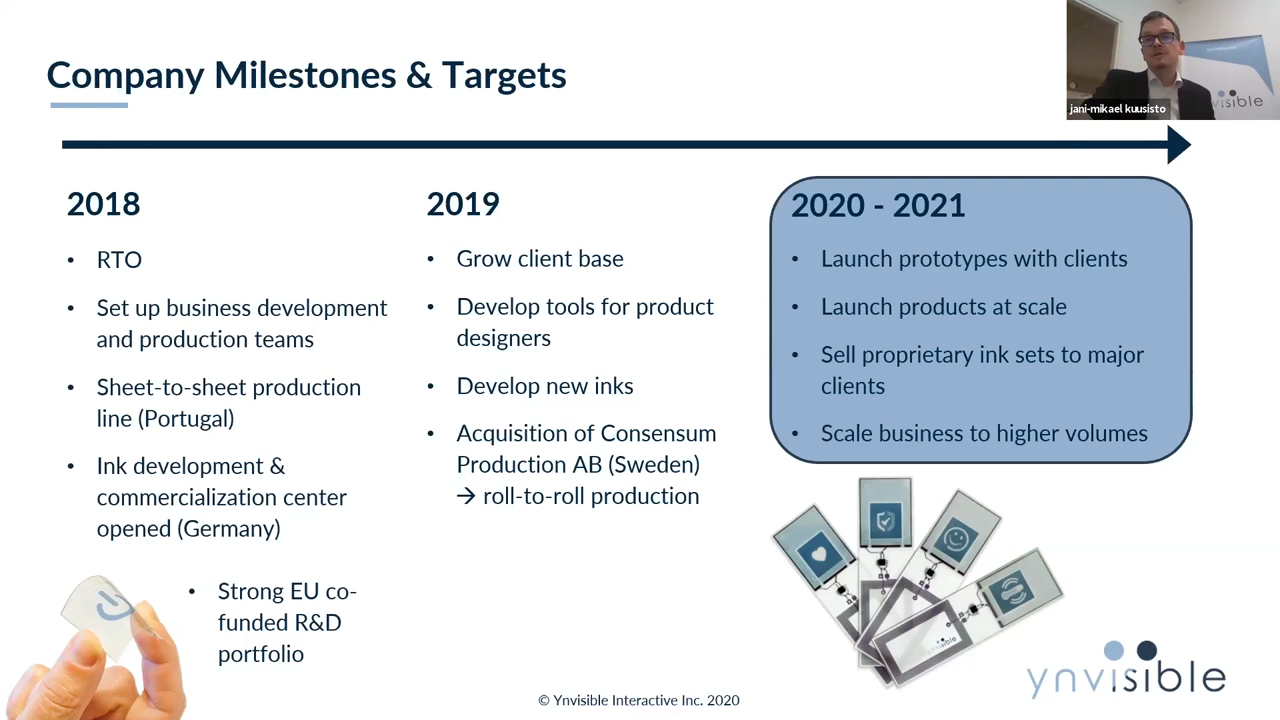 Company Milestones & Targets
jani-mikael kuusisto
visible
2018
• RTO
• Set up business development
and production teams
• Sheet-to-sheet production
line (Portugal)
• Ink development &
commercialization center
opened (Germany)
• Strong EU co-
funded R&D
portfolio
2019
• Grow client base
• Develop tools for product
designers
• Develop new inks
• Acquisition of Consensum
Production AB (Sweden)
→ roll-to-roll production
2020 - 2021
• Launch prototypes with clients
• Launch products at scale
• Sell proprietary ink sets to major
clients
• Scale business to higher volumes
ynvisible
ynvisible
© Ynvisible Interactive Inc. 2020